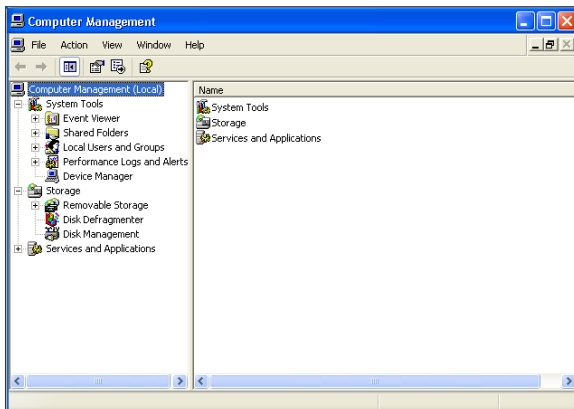 Computer Management
File Action View Window Help
Computer Management (Local)
System Tools
Event Viewer
Shared Folders
Local Users and Groups
Performance Logs and Alerts
Device Manager
Storage
Removable Storage
Disk Defragmenter
Disk Management
Services and Applications
Name
System Tools
Storage
Services and Applications